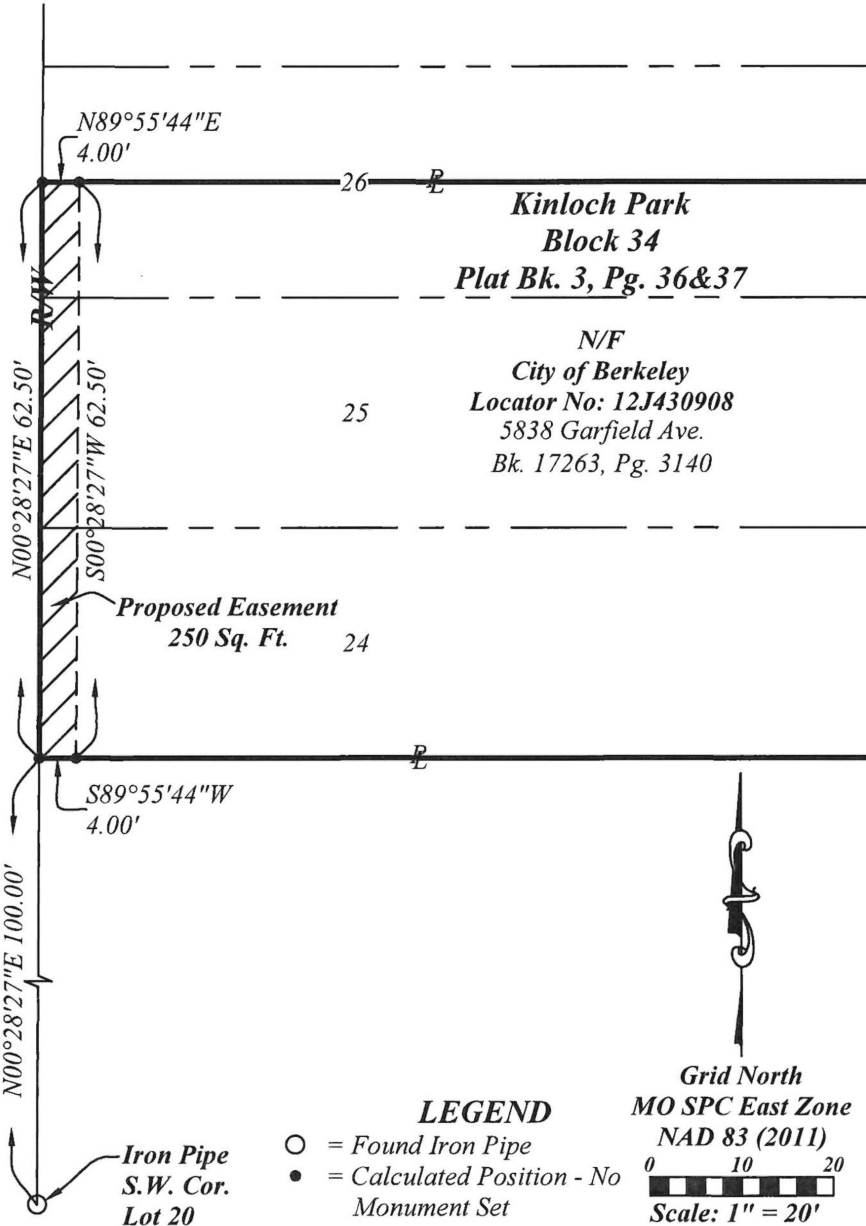 N89°55'44"E
4.00'
26
PL
Kinloch Park
Block 34
Plat Bk. 3, Pg. 36&37
R/W
N/F
City of Berkeley
Locator No: 12J430908
5838 Garfield Ave.
Bk. 17263, Pg. 3140
25
N00°28'27"E 62.50'
S00°28'27"W 62.50'
Proposed Easement
250 Sq. Ft.
24
PL
S89°55'44"W
4.00'
N00°28'27"E 100.00'
Iron Pipe
S.W. Cor.
Lot 20
LEGEND
= Found Iron Pipe
= Calculated Position - No
Monument Set
Grid North
MO SPC East Zone
NAD 83 (2011)
0 10 20
Scale: 1" = 20'